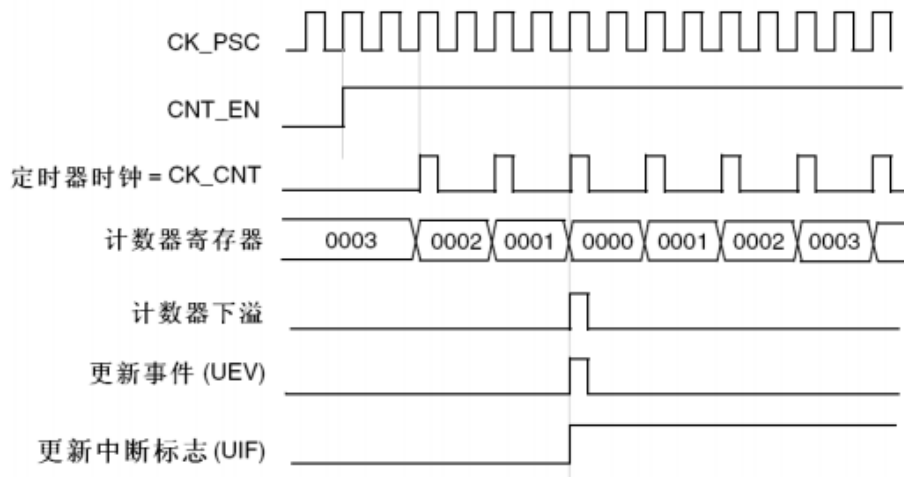 CK_PSC
CNT_EN
定时器时钟 = CK_CNT
计数器寄存器 0003 0002 0001 0000 0001 0002 0003
计数器下溢
更新事件 (UEV)
更新中断标志 (UIF)